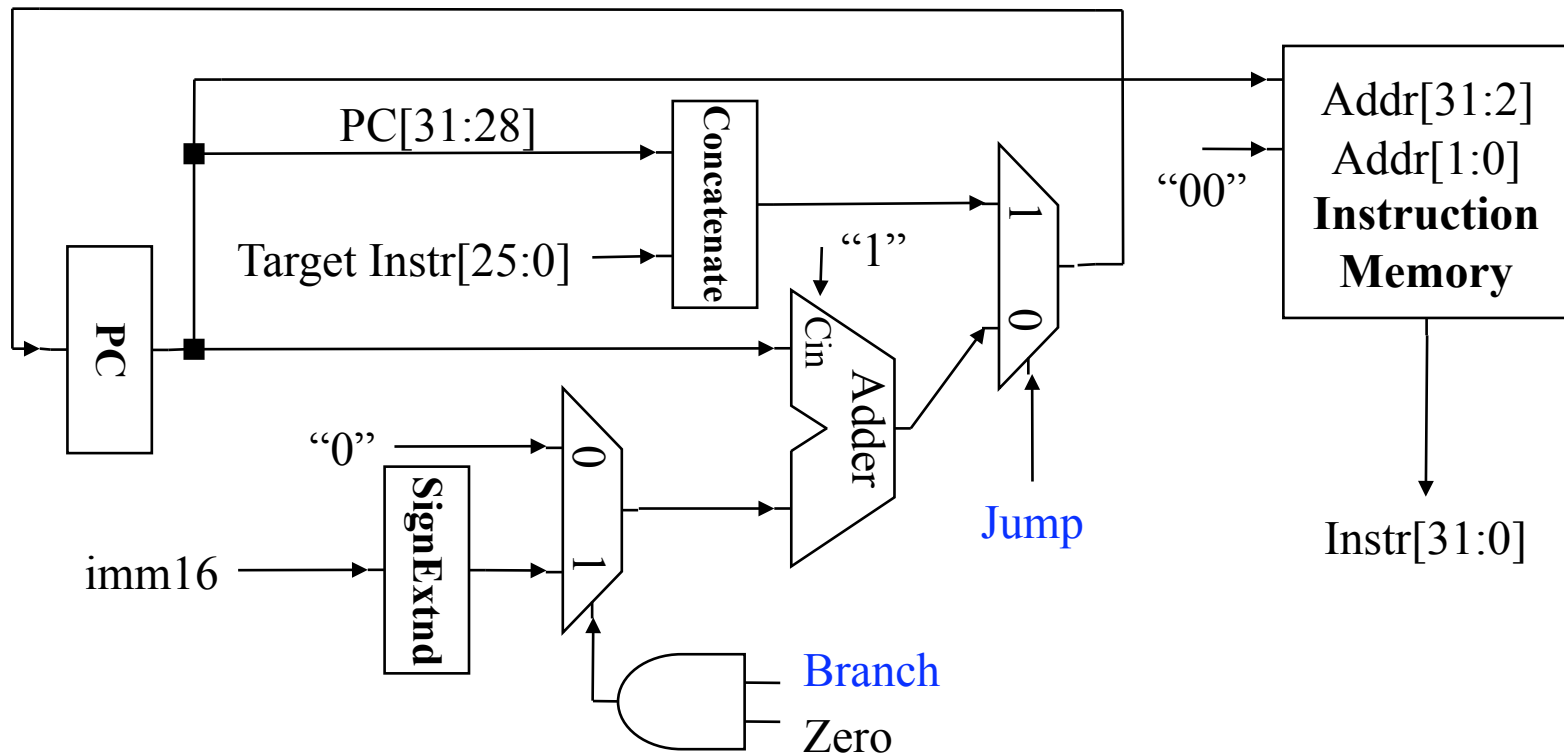 PC[31:28]
Target Instr[25:0]
Concatenate
“1”
1
0
“00”
Addr[31:2]
Addr[1:0]
Instruction
Memory
PC
Cin
Adder
“0”
0
1
SignExtnd
imm16
Jump
Instr[31:0]
Branch
Zero